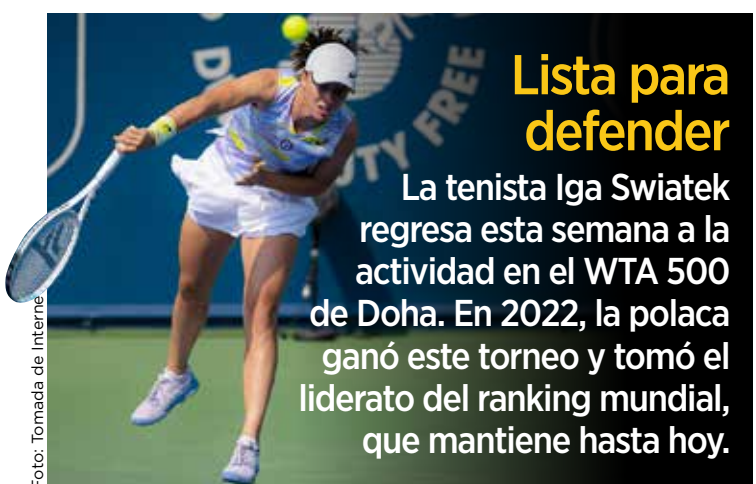 DUTY FREE
Lista para
defender
La tenista Iga Swiatek
regresa esta semana a la
actividad en el WTA 500
de Doha. En 2022, la polaca
ganó este torneo y tomó el
liderato del ranking mundial,
que mantiene hasta hoy.
Foto: Tomada de Interne